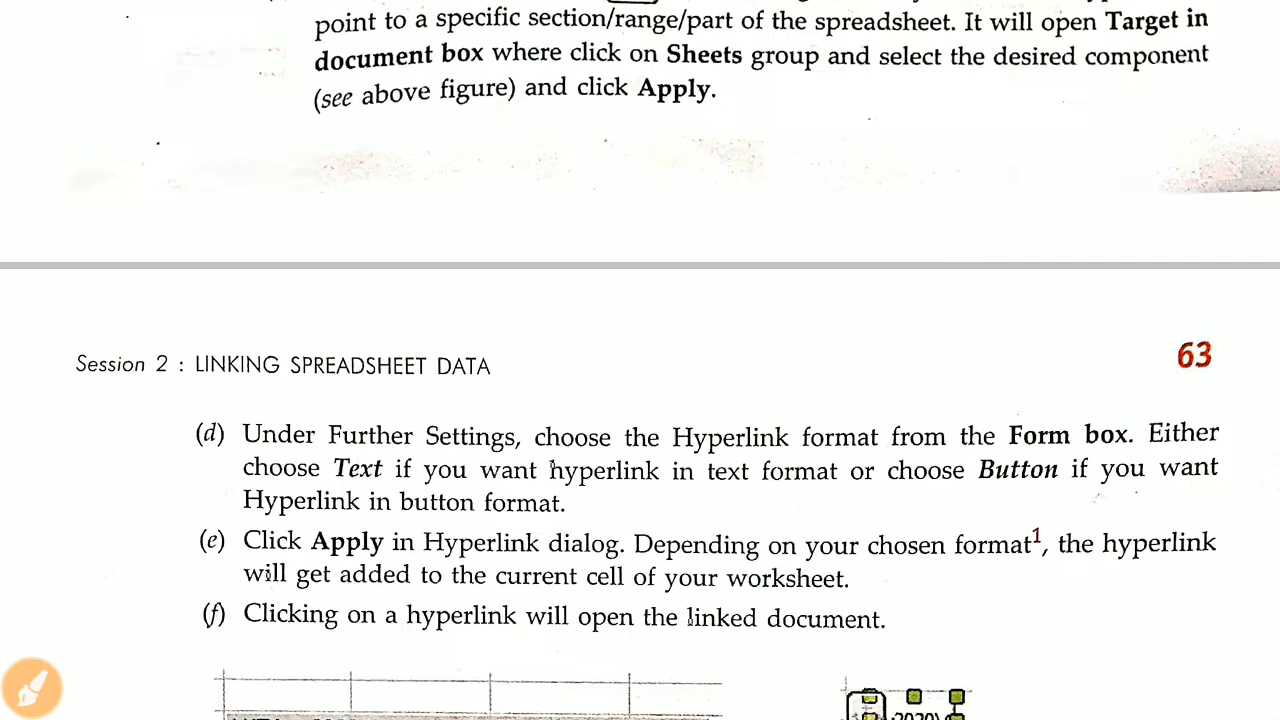 point to a specific section/range/part of the spreadsheet. It will open Target in
document box where click on Sheets group and select the desired component
(see above figure) and click Apply.
Session 2 : LINKING SPREADSHEET DATA
63
(d) Under Further Settings, choose the Hyperlink format from the Form box. Either
choose Text if you want hyperlink in text format or choose Button if you want
Hyperlink in button format.
(e) Click Apply in Hyperlink dialog. Depending on your chosen format¹, the hyperlink
will get added to the current cell of your worksheet.
(f) Clicking on a hyperlink will open the linked document.